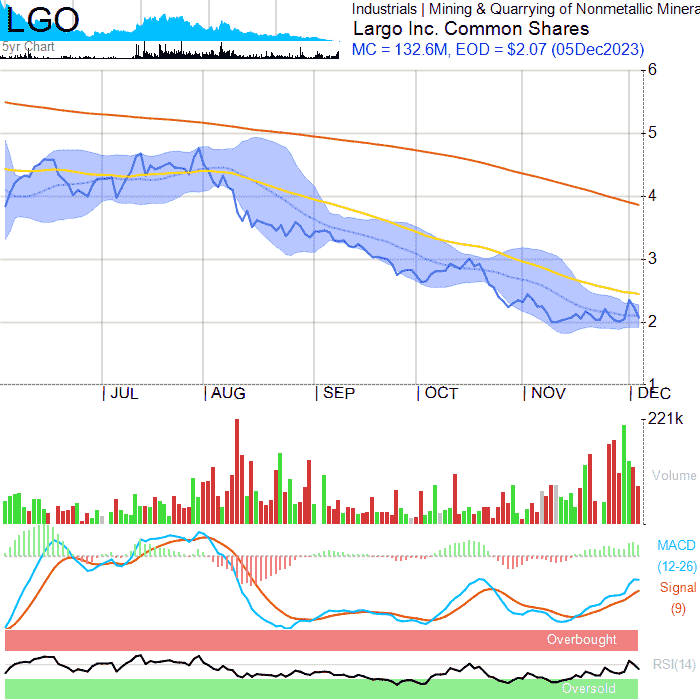 LGO
5yr Chart
Industrials | Mining & Quarrying of Nonmetallic Minera
Largo Inc. Common Shares
MC = 132.6M, EOD = $2.07 (05Dec2023)
6
5
4
3
2
1
JUL AUG SEP OCT NOV DEC
221k
Volume
MACD
(12-26)
Signal
(9)
Overbought
RSI(14)
Oversold